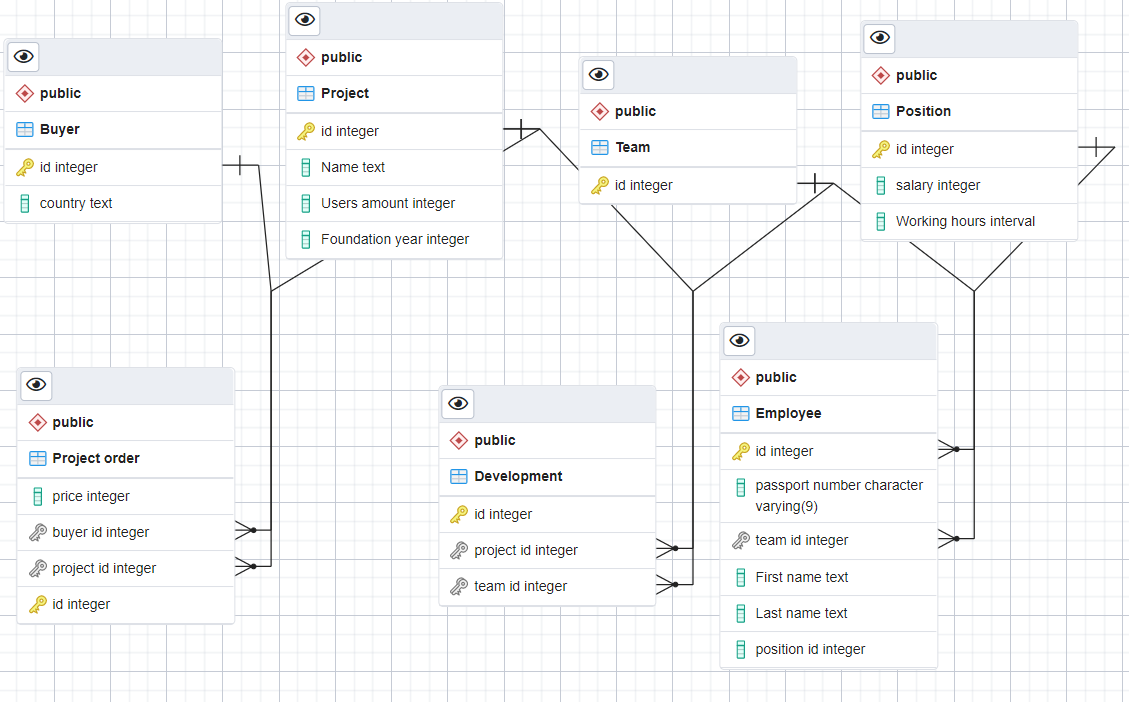 public
Buyer
id integer
country text
public
Project
id integer
Name text
Users amount integer
Foundation year integer
public
Team
id integer
public
Position
id integer
salary integer
Working hours interval
public
Project order
price integer
buyer id integer
project id integer
id integer
public
Development
id integer
project id integer
team id integer
public
Employee
id integer
passport number character
varying(9)
team id integer
First name text
Last name text
position id integer